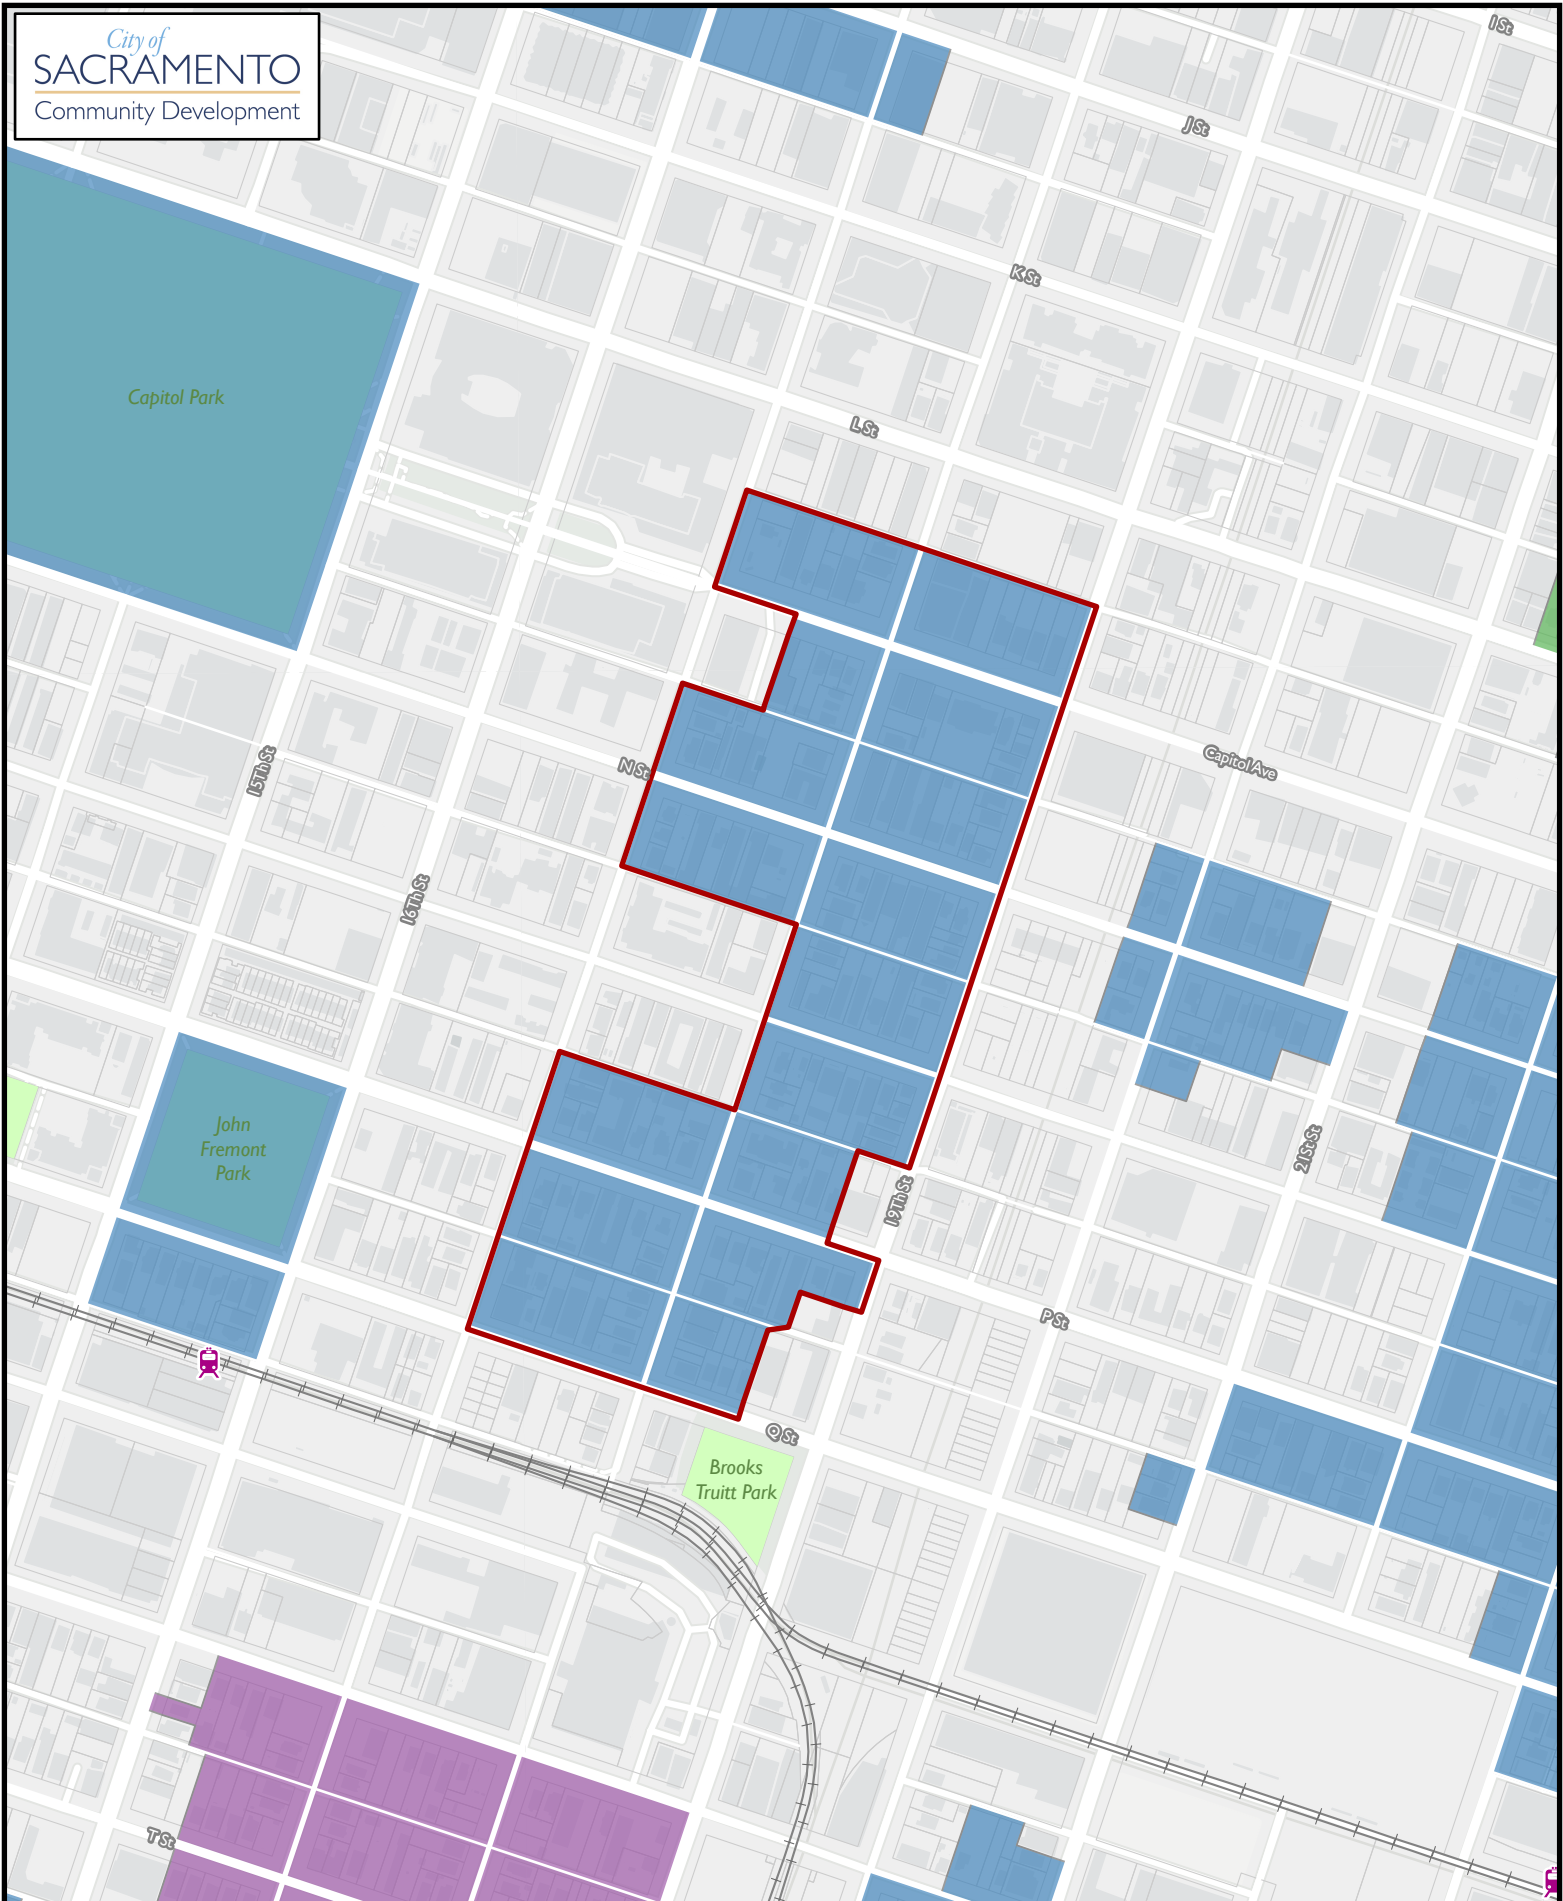 City of
SACRAMENTO
Community Development
I St
J St
K St
Capitol Park
L St
N St
Capitol Ave
15Th St
16Th St
John
Fremont
Park
21St St
19Th St
P St
Q St
Brooks
Truitt Park
T St